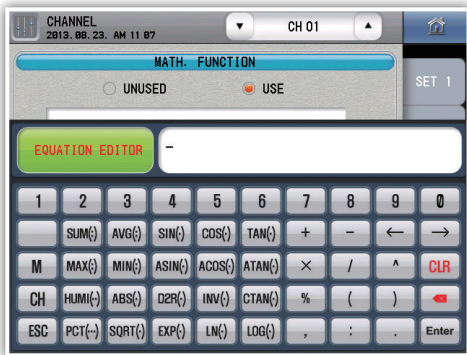 CHANNEL
2013. 08. 23. AM 11 07
▼ CH 01 ▲
MATH. FUNCTION
UNUSED USE
SET 1
EQUATION EDITOR -
1 2 3 4 5 6 7 8 9 0
SUM(:) AVG(:) SIN(:) COS(:) TAN(:) + - ← →
M MAX(:) MIN(:) ASIN(:) ACOS(:) ATAN(:) × / ^ CLR
CH HUMI(··) ABS(:) D2R(:) INV(:) CTAN(:) % ( )
ESC PCT(··) SQRT(:) EXP(:) LN(:) LOG(:) , : . Enter